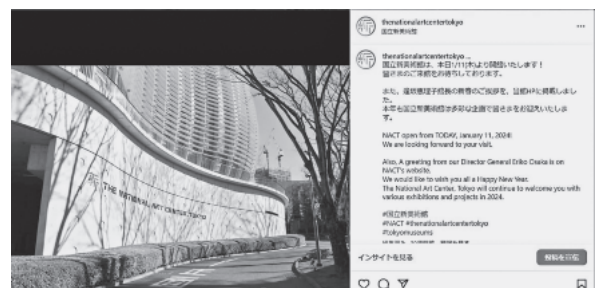 THE NATIONAL ART CENTER, TOKYO
thenationalartcentertokyo
国立新美術館
thenationalartcentertokyo ...
国立新美術館は、本日1/11(木)より開館いたします！
皆さまのご来館をお待ちしております。
また、逢坂恵理子館長の新春のご挨拶を、当館HPに掲載しまし
た。
本年も国立新美術館は多彩な企画で皆さまをお迎えいたしま
す。
NACT open from TODAY, January 11, 2024!
We are looking forward to your visit.
Also, A greeting from our Director General Eriko Osaka is on
NACT's website.
We would like to wish you all a Happy New Year.
The National Art Center, Tokyo will continue to welcome you with
various exhibitions and projects in 2024.
#国立新美術館
#NACT #thenationalartcentertokyo
#tokyomuseums
インサイトを見る
投稿を宣伝